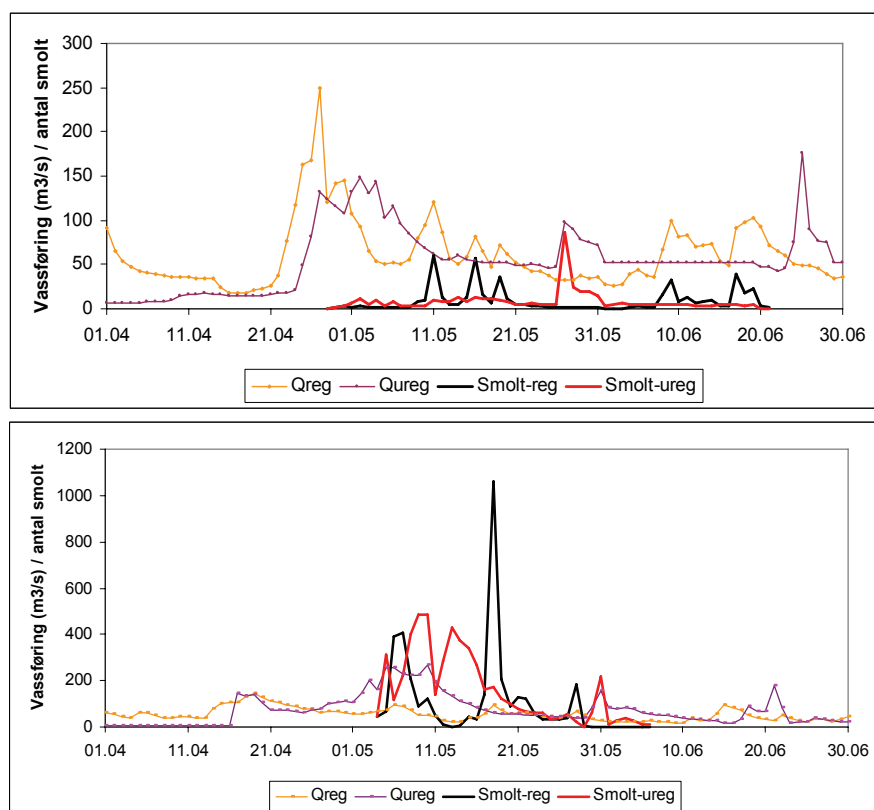 Vassføring (m3/s) / antal smolt
300
250
200
150
100
50
0
01.04 11.04 21.04 01.05 11.05 21.05 31.05 10.06 20.06 30.06
Qreg Qureg Smolt-reg Smolt-ureg
Vassføring (m3/s) / antal smolt
1200
1000
800
600
400
200
0
01.04 11.04 21.04 01.05 11.05 21.05 31.05 10.06 20.06 30.06
Qreg Qureg Smolt-reg Smolt-ureg